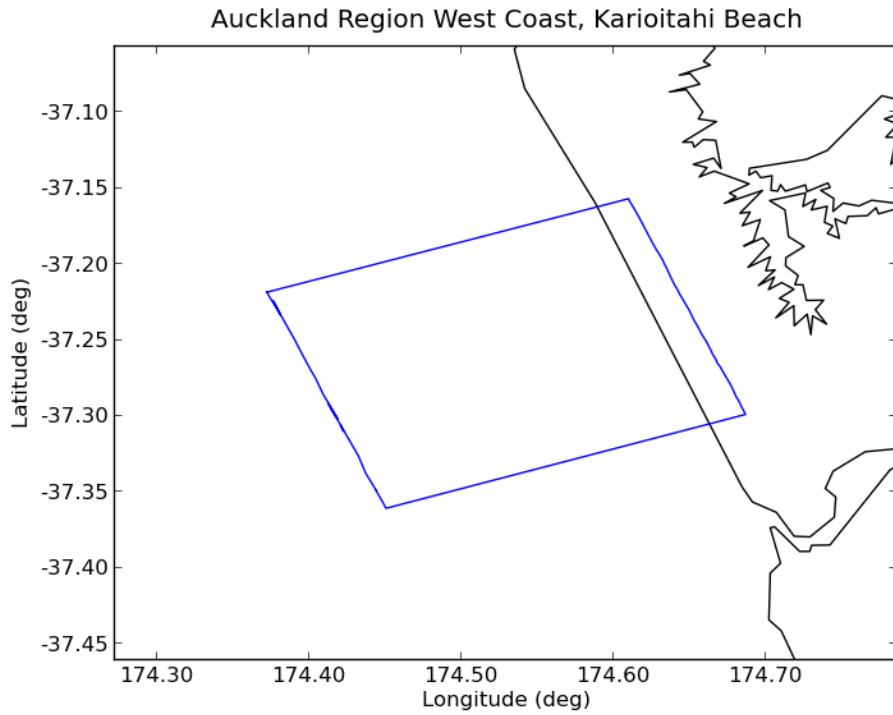 Auckland Region West Coast, Karioitahi Beach
-37.10
-37.15
-37.20
-37.25
-37.30
-37.35
-37.40
-37.45
Latitude (deg)
174.30 174.40 174.50 174.60 174.70
Longitude (deg)